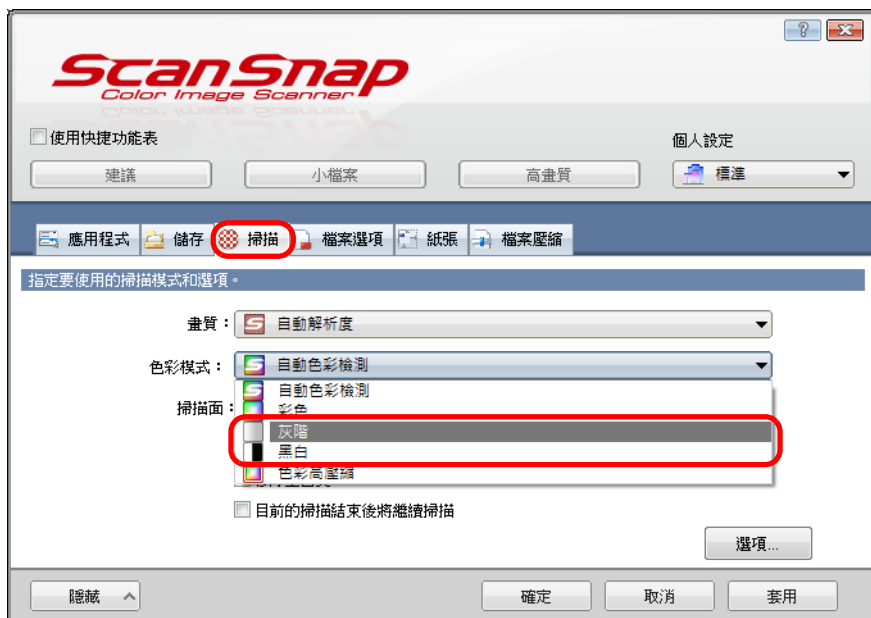 ScanSnap
Color Image Scanner
使用快捷功能表
個人設定
建議
小檔案
高畫質
標準
應用程式
儲存
掃描
檔案選項
紙張
檔案壓縮
指定要使用的掃描模式和選項。
畫質：
自動解析度
色彩模式：
自動色彩檢測
自動色彩檢測
掃描面：
彩色
灰階
黑白
色彩高壓縮
目前的掃描結束後將繼續掃描
選項...
隱藏
確定
取消
套用